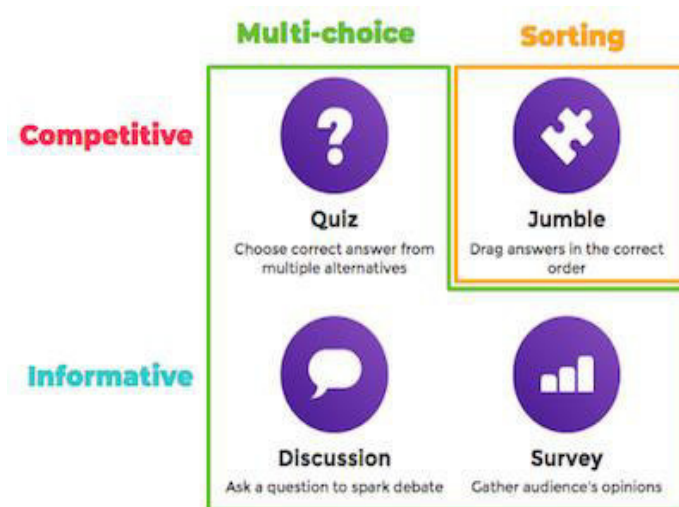 Multi-choice
Sorting
Competitive
Quiz
Choose correct answer from
multiple alternatives
Jumble
Drag answers in the correct
order
Informative
Discussion
Ask a question to spark debate
Survey
Gather audience's opinions